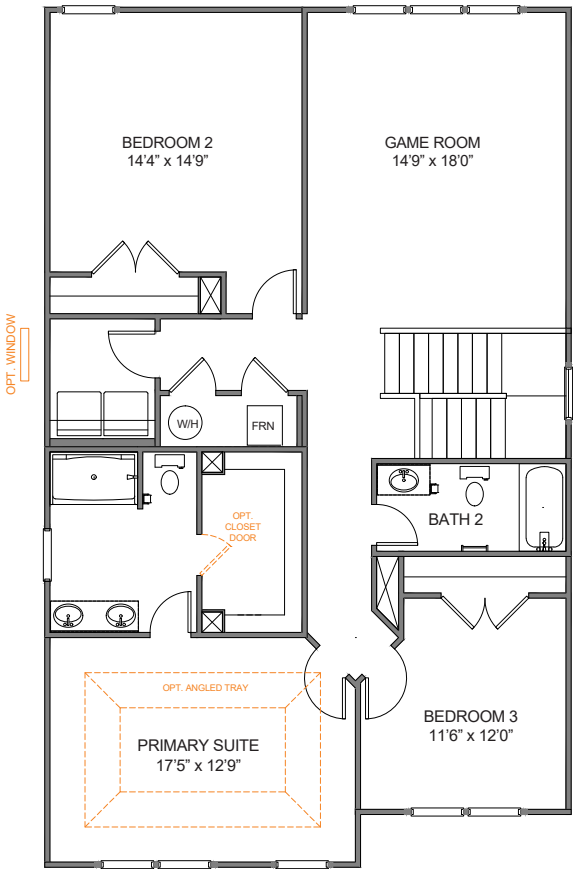 BEDROOM 2
14’4” x 14’9”
GAME ROOM
14’9” x 18’0”
OPT. WINDOW
W/H
FRN
OPT.
CLOSET
DOOR
BATH 2
OPT. ANGLED TRAY
PRIMARY SUITE
17’5” x 12’9”
BEDROOM 3
11’6” x 12’0”